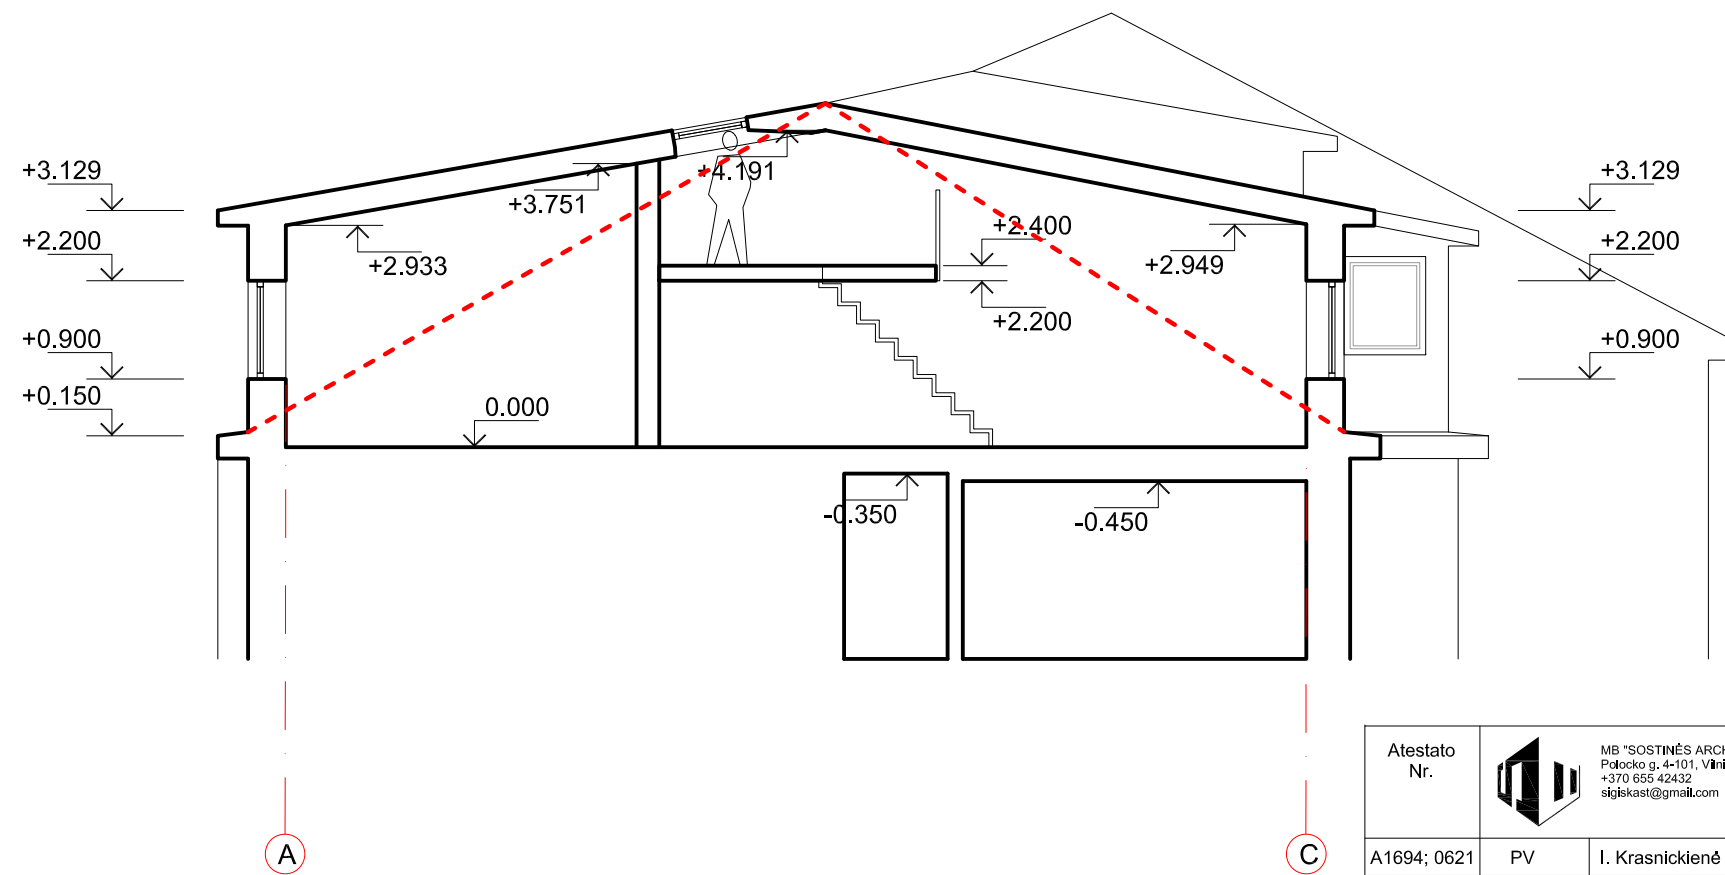 +4.191
+3.129
+3.129
+3.751
+2.400
+2.200
+2.200
+2.933
+2.949
+2.200
+0.900
+0.900
+0.150
0.000
-0.350
-0.450
Atestato
Nr.
MB "SOSTINĖS ARCH
Polocko g. 4-101, Vilni
+370 655 42432
sigiskast@gmail.com
A
C
A1694; 0621
PV
I. Krasnickienė